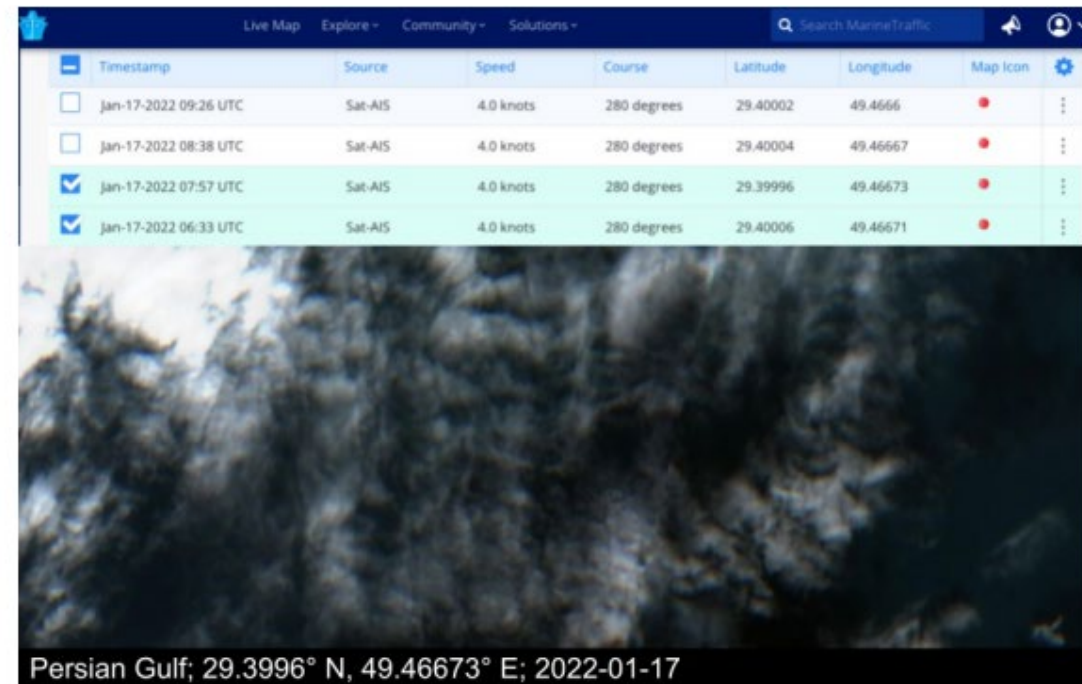 Live Map Explore Community Solutions Search MarineTraffic
Timestamp Source Speed Course Latitude Longitude Map Icon
Jan-17-2022 09:26 UTC Sat-AIS 4.0 knots 280 degrees 29.40002 49.4666
Jan-17-2022 08:38 UTC Sat-AIS 4.0 knots 280 degrees 29.40004 49.46667
Jan-17-2022 07:57 UTC Sat-AIS 4.0 knots 280 degrees 29.39996 49.46673
Jan-17-2022 06:33 UTC Sat-AIS 4.0 knots 280 degrees 29.40006 49.46671
Persian Gulf; 29.3996° N, 49.46673° E; 2022-01-17